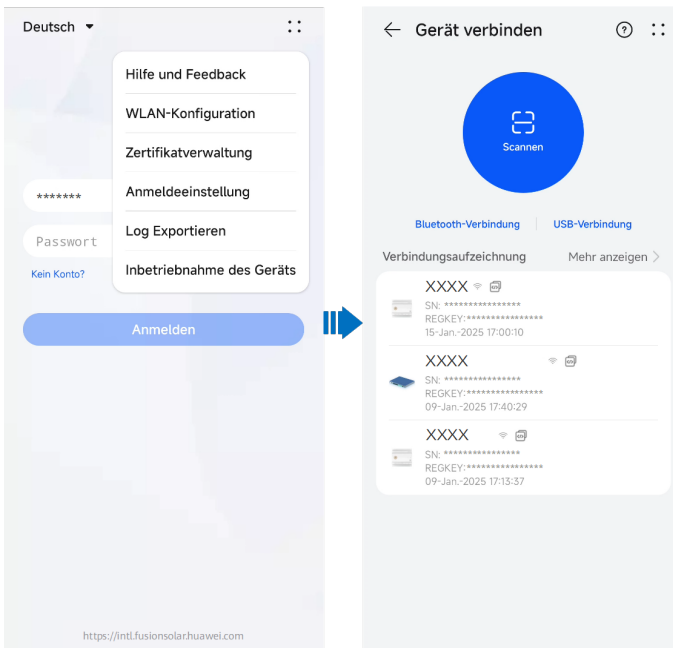 Deutsch
Hilfe und Feedback
WLAN-Konfiguration
Zertifikatverwaltung
Anmeldeeinstellung
Log Exportieren
Inbetriebnahme des Geräts
*******
Passwort
Kein Konto?
Anmelden
https://intl.fusionsolar.huawei.com
Gerät verbinden
Scannen
Bluetooth-Verbindung
USB-Verbindung
Verbindungsaufzeichnung
Mehr anzeigen
XXXX
SN: ****************
REGKEY:****************
15-Jan.-2025 17:00:10
XXXX
SN: ****************
REGKEY:****************
09-Jan.-2025 17:40:29
XXXX
SN: ****************
REGKEY:****************
09-Jan.-2025 17:13:37